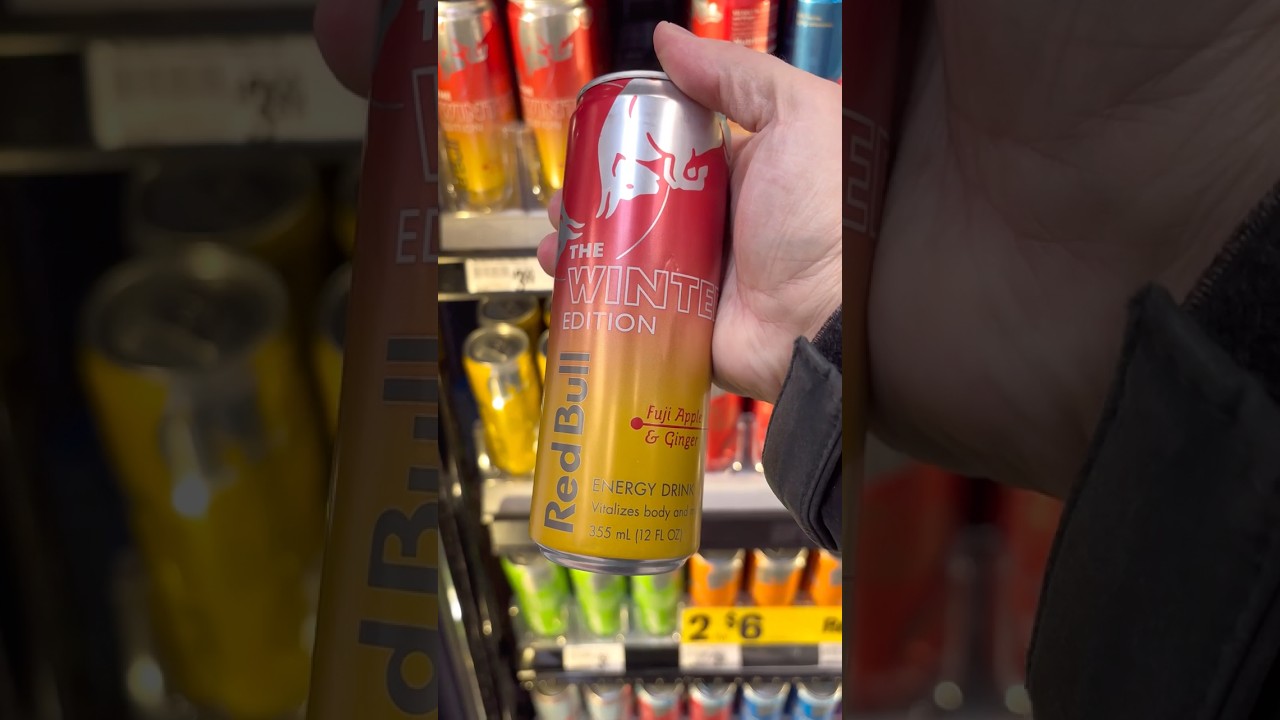 THE
WINTE
EDITION
Red Bull
Fuji Apple
& Ginger
ENERGY DRINK
Vitalizes body and
355 mL (12 FL OZ)
2 $6